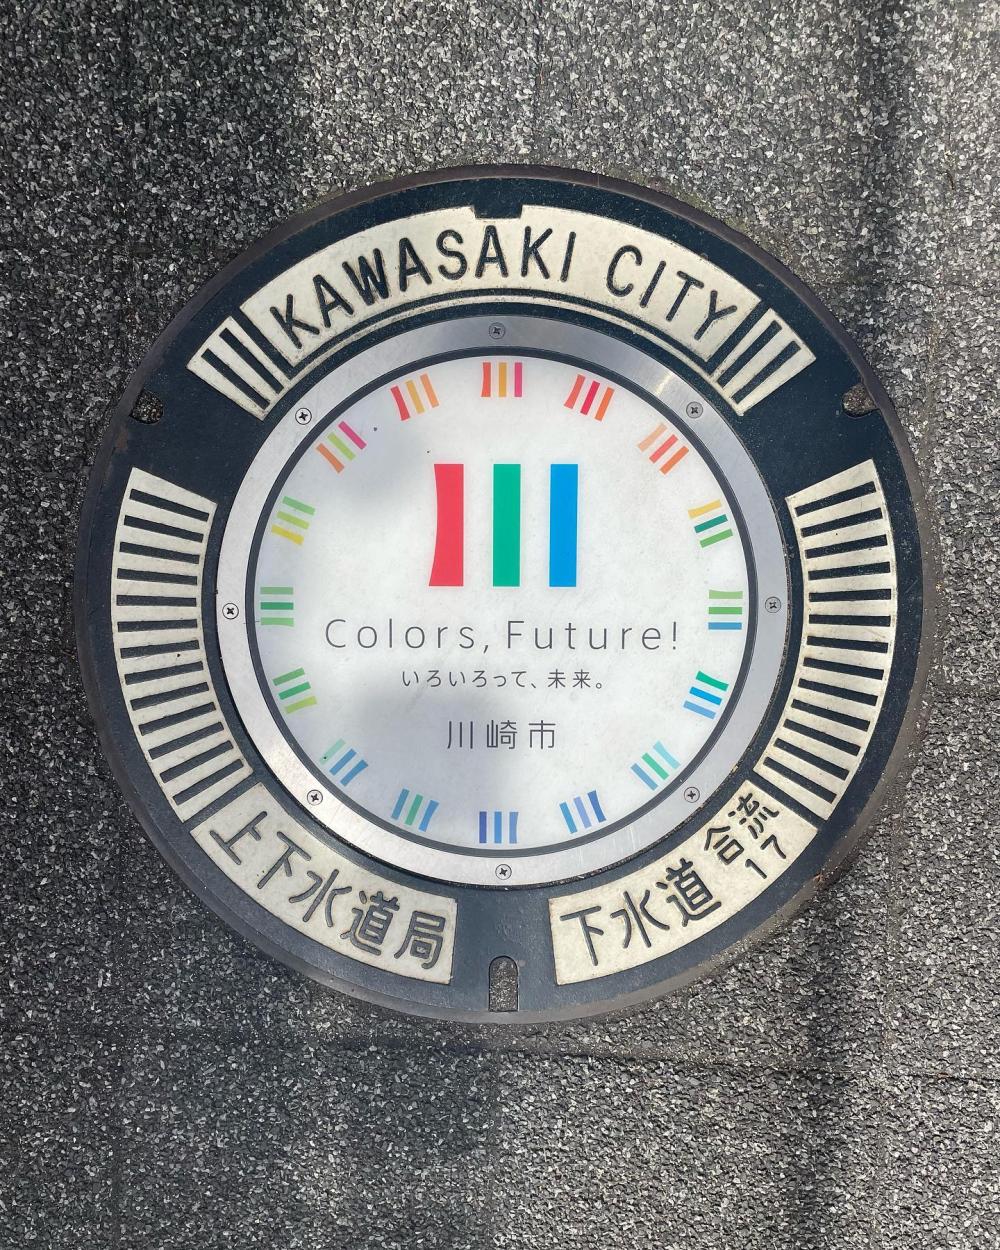 KAWASAKI CITY
Colors, Future!
いろいろって、未来。
川崎市
上下水道局
下水道 合流
17